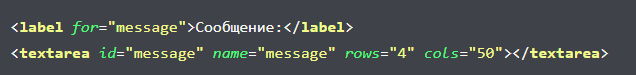 <label for="message">Сообщение:</label>
<textarea id="message" name="message" rows="4" cols="50"></textarea>